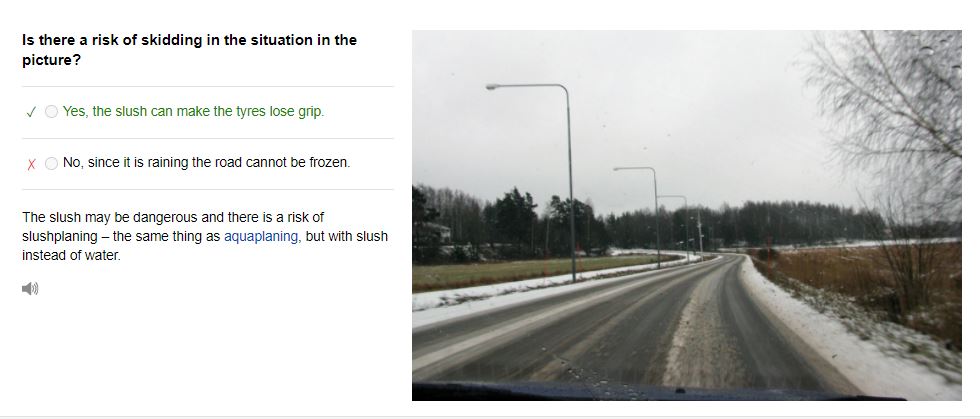 Is there a risk of skidding in the situation in the
picture?
✓ Yes, the slush can make the tyres lose grip.
X No, since it is raining the road cannot be frozen.
The slush may be dangerous and there is a risk of
slushplaning – the same thing as aquaplaning, but with slush
instead of water.